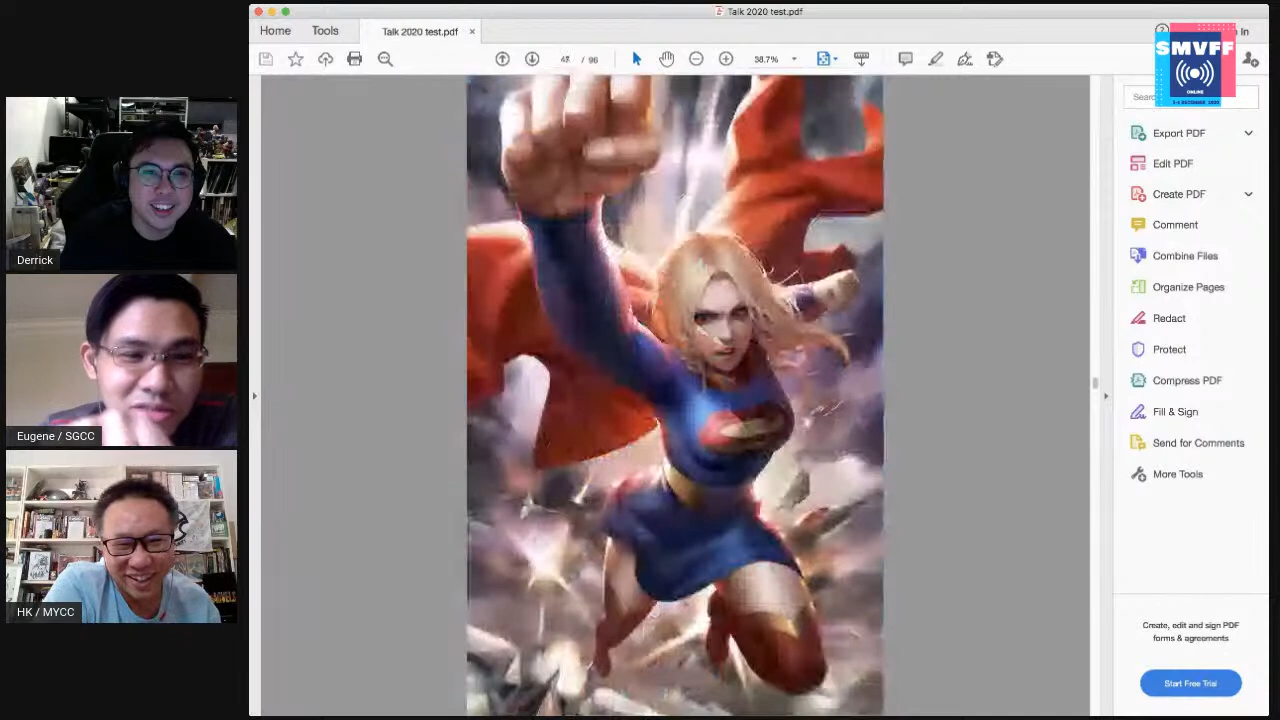 Talk 2020 test.pdf
Home
Tools
Talk 2020 test.pdf
/ 96
38.7%
In
SMVFF
ONLINE
Export PDF
Edit PDF
Create PDF
Comment
Combine Files
Organize Pages
Redact
Protect
Compress PDF
Fill & Sign
Send for Comments
More Tools
Create, edit and sign PDF
forms & agreements
Start Free Trial
Derrick
Eugene / SGCC
HK / MYCC